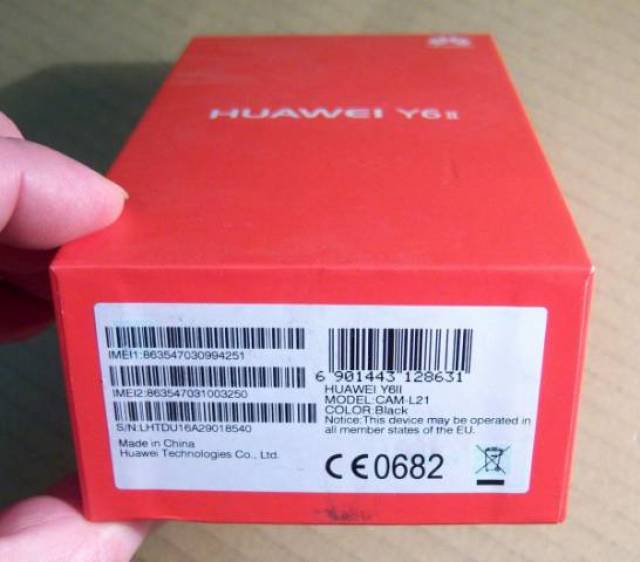 HUAWEI Y6II
IMEI1:863547030994251
IMEI2:863547031003250
S/N:LHTDU16A29018540
Made in China
Huawei Technologies Co., Ltd.
6 901443 128631
HUAWEI Y6II
MODEL:CAM-L21
COLOR:Black
Notice:This device may be operated in
all member states of the EU.
CE0682